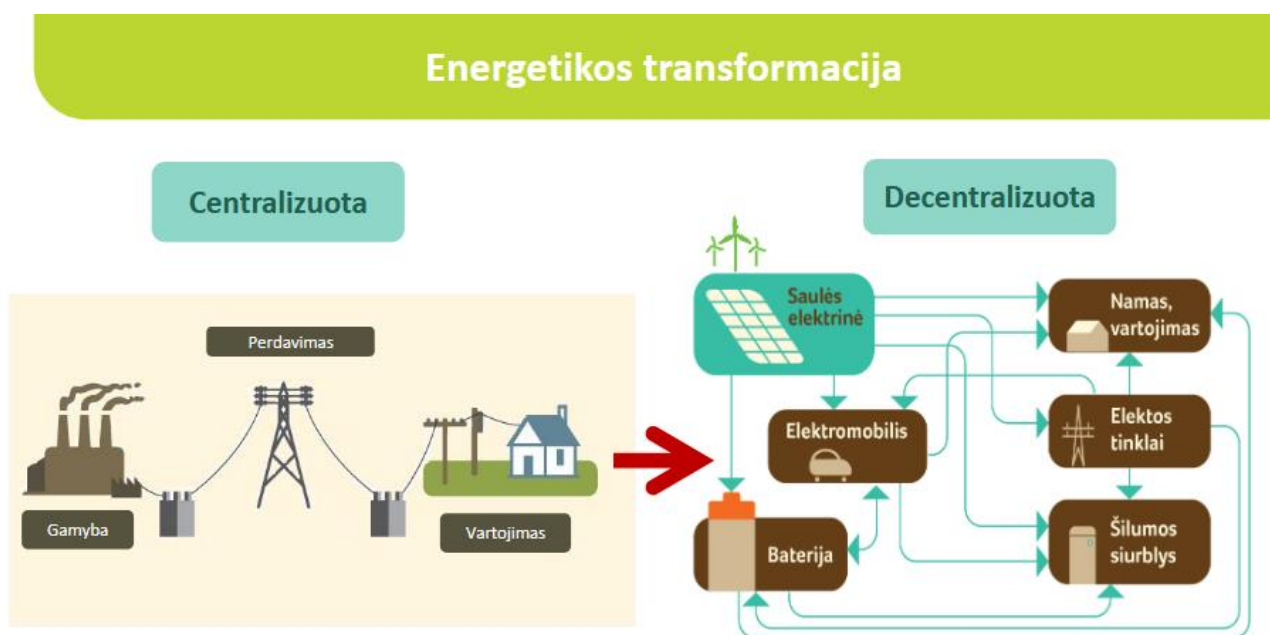 Energetikos transformacija
Centralizuota
Decentralizuota
Perdavimas
Gamyba
Vartojimas
Saulės
elektrinė
Namas,
vartojimas
Elektromobilis
Elektos
tinklai
Baterija
Šilumos
siurblys